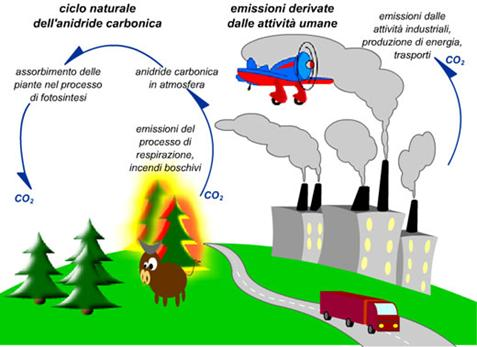 ciclo naturale
dell'anidride carbonica
emissioni derivate
dalle attività umane
assorbimento delle
piante nel processo
di fotosintesi
anidride carbonica
in atmosfera
emissioni del
processo di
respirazione,
incendi boschivi
CO₂
CO₂
emissioni dalle
attività industriali,
produzione di energia,
trasporti
CO₂